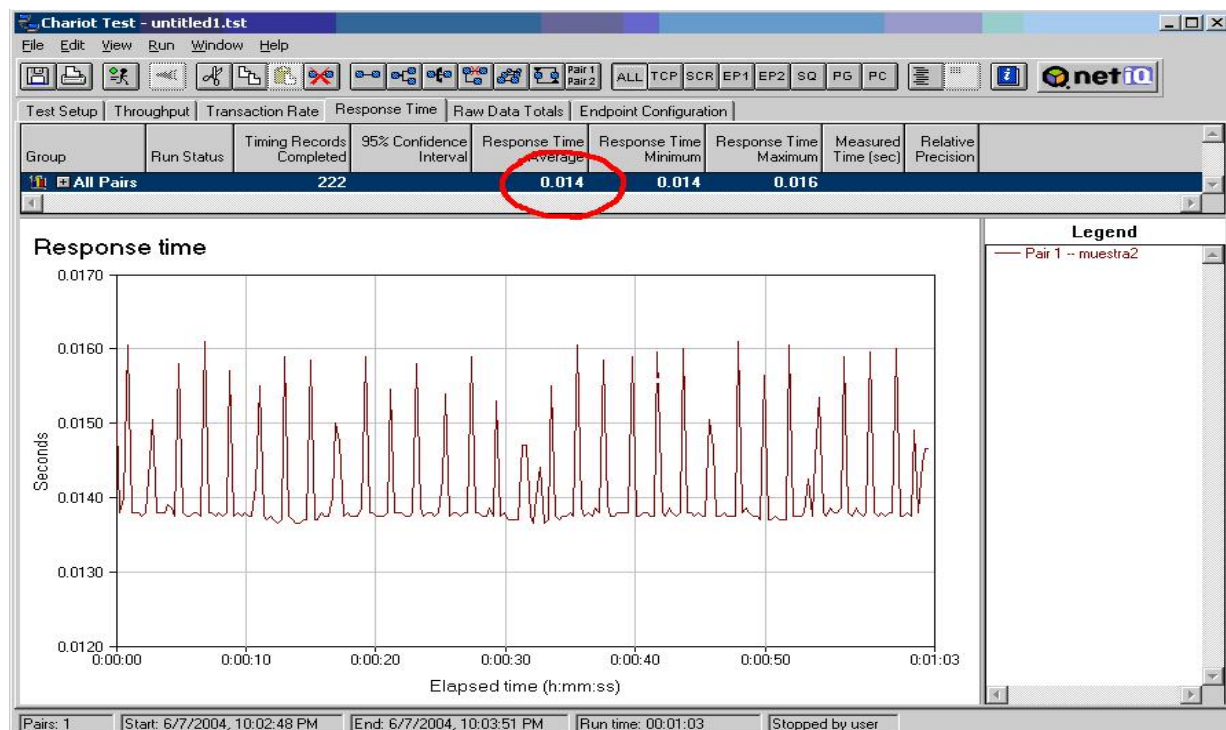 Chariot Test - untitled1.tst
File Edit View Run Window Help
Pair 1 Pair 2 ALL TCP SCR EP1 EP2 SQ PG PC netiQ
Test Setup Throughput Transaction Rate Response Time Raw Data Totals Endpoint Configuration
Group Run Status Timing Records Completed 95% Confidence Interval Response Time Average Response Time Minimum Response Time Maximum Measured Time (sec) Relative Precision
All Pairs 222 0.014 0.014 0.016
Response time
Legend
Pair 1 -- muestra2
0.0170
0.0160
0.0150
0.0140
0.0130
0.0120
Seconds
0:00:00 0:00:10 0:00:20 0:00:30 0:00:40 0:00:50 0:01:03
Elapsed time (h:mm:ss)
Pairs: 1 Start: 6/7/2004, 10:02:48 PM End: 6/7/2004, 10:03:51 PM Run time: 00:01:03 Stopped by user